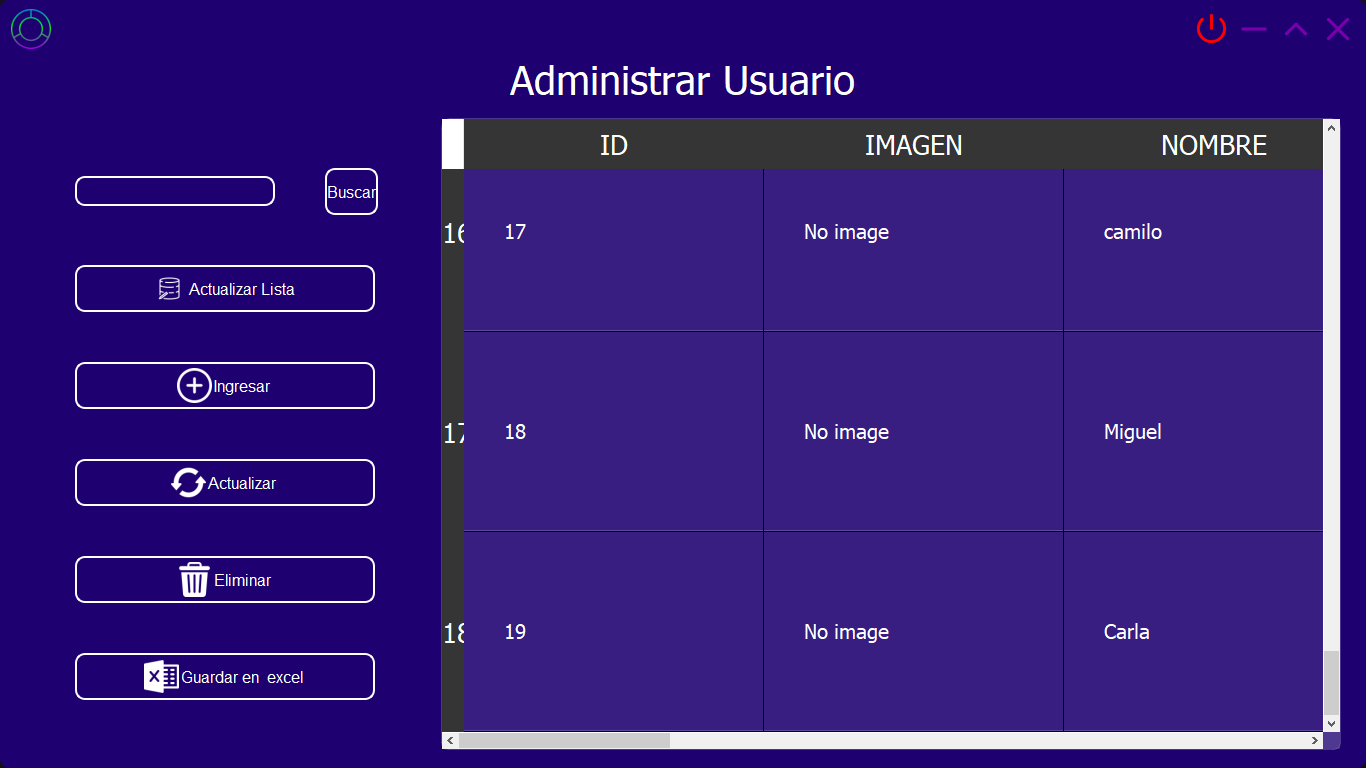 Administrar Usuario
ID IMAGEN NOMBRE
Buscar
16 17 No image camilo
Actualizar Lista
Ingresar
17 18 No image Miguel
Actualizar
Eliminar
18 19 No image Carla
Guardar en excel